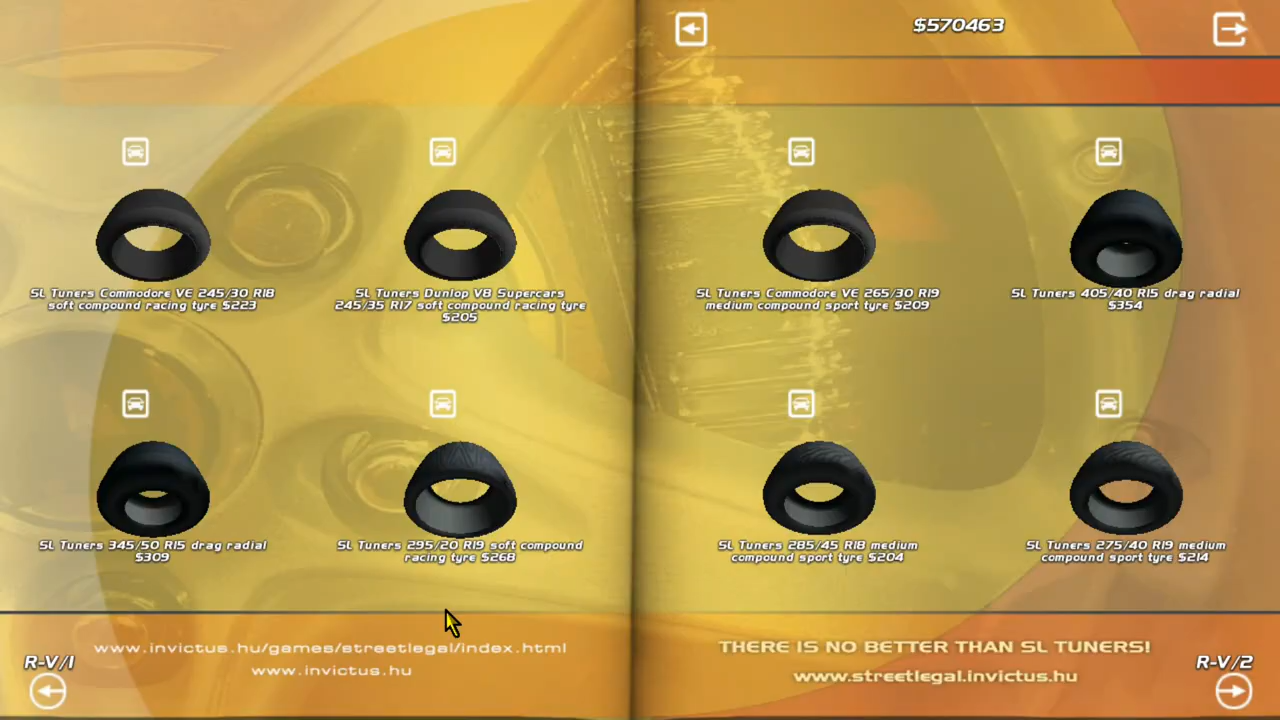 $570463
SL Tuners Commodore VE 245/30 R18
soft compound racing tyre $223
SL Tuners Dunlop V8 Supercars
245/35 R17 soft compound racing tyre
$205
SL Tuners Commodore VE 265/30 R19
medium compound sport tyre $209
SL Tuners 405/40 R15 drag radial
$354
SL Tuners 345/50 R15 drag radial
$309
SL Tuners 295/20 R19 soft compound
racing tyre $268
SL Tuners 285/45 R18 medium
compound sport tyre $204
SL Tuners 275/40 R19 medium
compound sport tyre $214
www.invictus.hu/games/streetlegal/index.html
www.invictus.hu
R-V/1
THERE IS NO BETTER THAN SL TUNERS!
www.streetlegal.invictus.hu
R-V/2